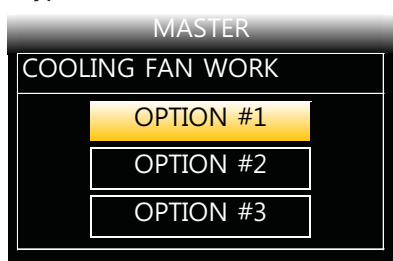 MASTER
COOLING FAN WORK
OPTION #1
OPTION #2
OPTION #3